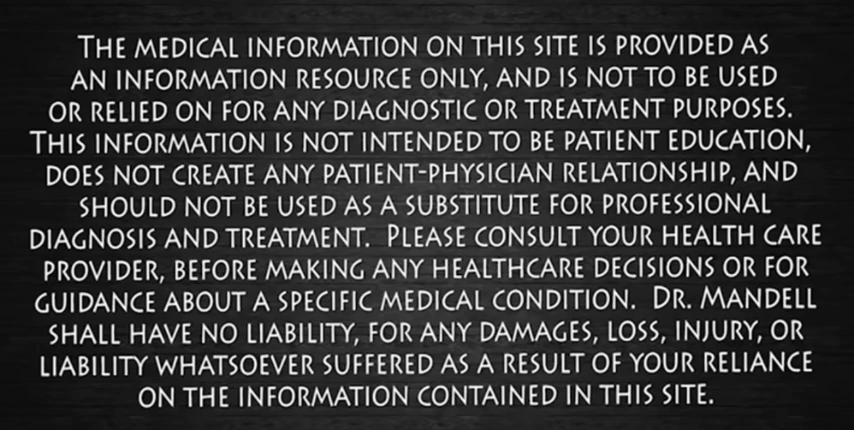 THE MEDICAL INFORMATION ON THIS SITE IS PROVIDED AS
AN INFORMATION RESOURCE ONLY, AND IS NOT TO BE USED
OR RELIED ON FOR ANY DIAGNOSTIC OR TREATMENT PURPOSES.
THIS INFORMATION IS NOT INTENDED TO BE PATIENT EDUCATION,
DOES NOT CREATE ANY PATIENT-PHYSICIAN RELATIONSHIP, AND
SHOULD NOT BE USED AS A SUBSTITUTE FOR PROFESSIONAL
DIAGNOSIS AND TREATMENT. PLEASE CONSULT YOUR HEALTH CARE
PROVIDER, BEFORE MAKING ANY HEALTHCARE DECISIONS OR FOR
GUIDANCE ABOUT A SPECIFIC MEDICAL CONDITION. DR. MANDELL
SHALL HAVE NO LIABILITY, FOR ANY DAMAGES, LOSS, INJURY, OR
LIABILITY WHATSOEVER SUFFERED AS A RESULT OF YOUR RELIANCE
ON THE INFORMATION CONTAINED IN THIS SITE.